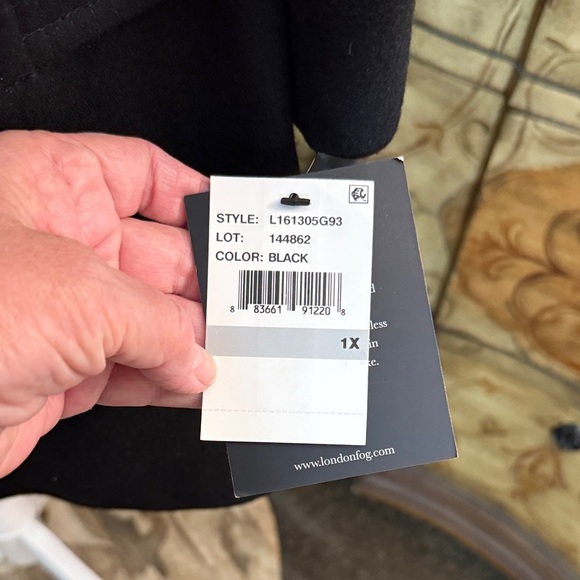 STYLE: L161305G93
LOT: 144862
COLOR: BLACK
8 83661 91220 8
1X
www.londonfog.com